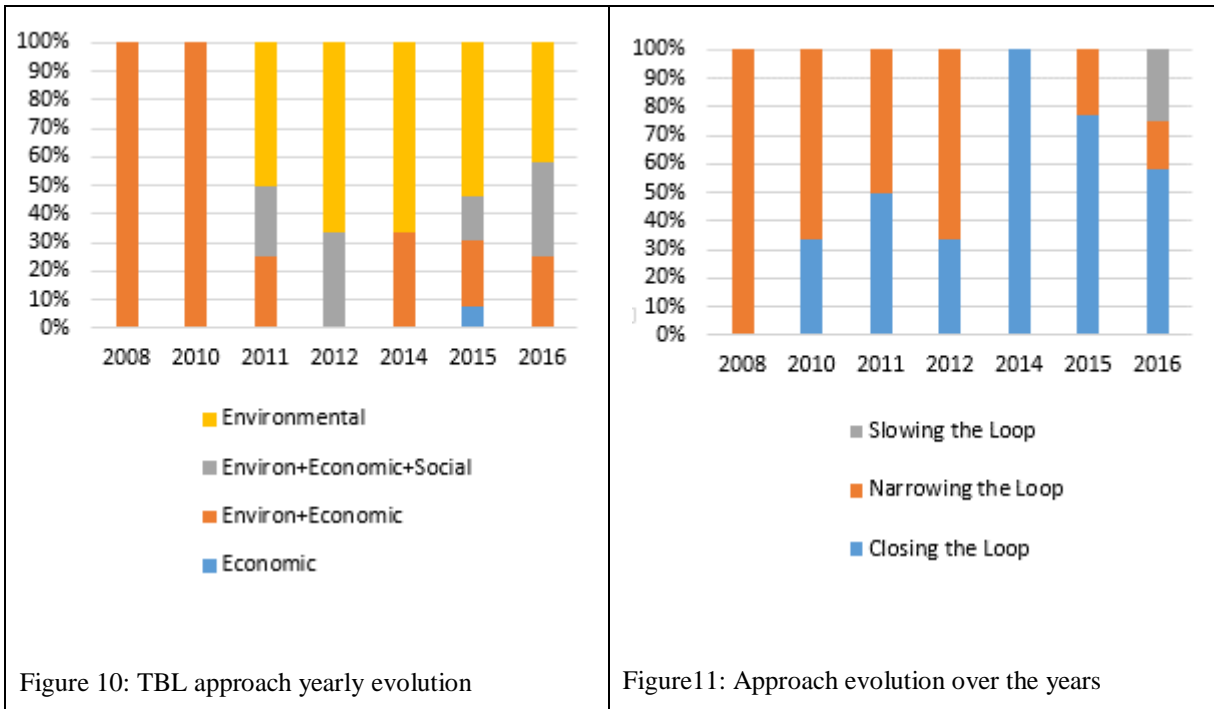 100%
90%
80%
70%
60%
50%
40%
30%
20%
10%
0%
2008 2010 2011 2012 2014 2015 2016
Environmental
Environ+Economic+Social
Environ+Economic
Economic
Figure 10: TBL approach yearly evolution
100%
90%
80%
70%
60%
50%
40%
30%
20%
10%
0%
2008 2010 2011 2012 2014 2015 2016
Slowing the Loop
Narrowing the Loop
Closing the Loop
Figure11: Approach evolution over the years